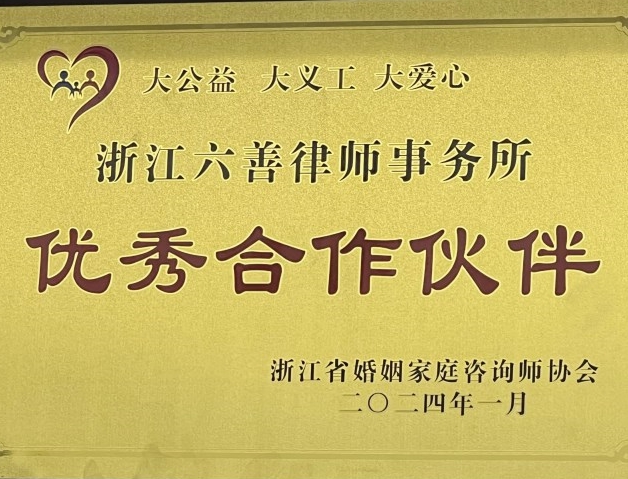 大公益 大义工 大爱心
浙江六善律师事务所
优秀合作伙伴
浙江省婚姻家庭咨询师协会
二〇二四年一月